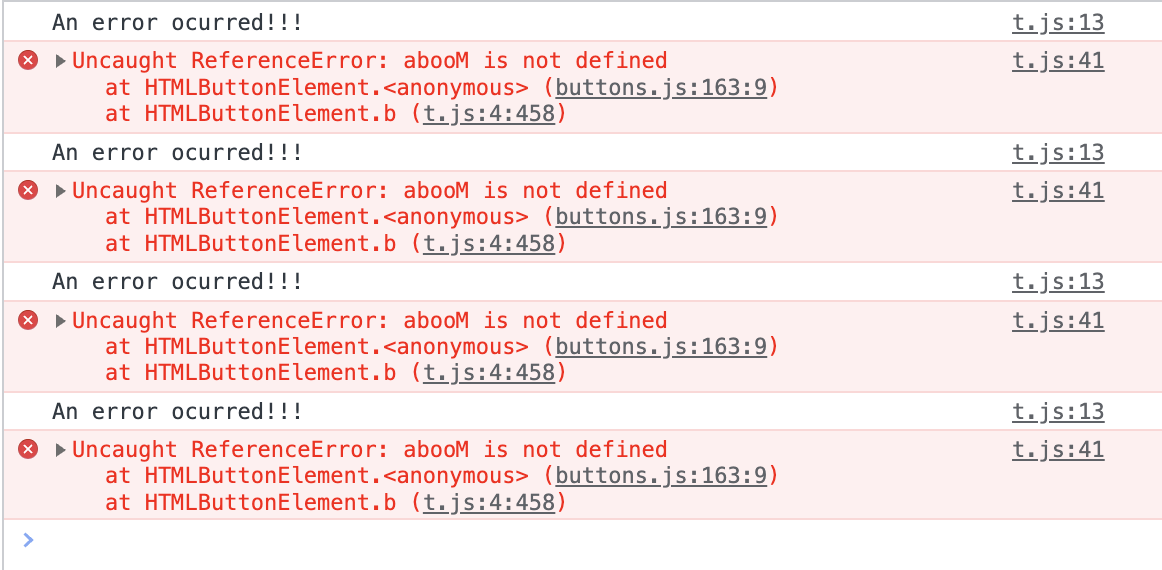 An error ocurred!!! t.js:13
Uncaught ReferenceError: abooM is not defined t.js:41
at HTMLButtonElement.<anonymous> (buttons.js:163:9)
at HTMLButtonElement.b (t.js:4:458)
An error ocurred!!! t.js:13
Uncaught ReferenceError: abooM is not defined t.js:41
at HTMLButtonElement.<anonymous> (buttons.js:163:9)
at HTMLButtonElement.b (t.js:4:458)
An error ocurred!!! t.js:13
Uncaught ReferenceError: abooM is not defined t.js:41
at HTMLButtonElement.<anonymous> (buttons.js:163:9)
at HTMLButtonElement.b (t.js:4:458)
An error ocurred!!! t.js:13
Uncaught ReferenceError: abooM is not defined t.js:41
at HTMLButtonElement.<anonymous> (buttons.js:163:9)
at HTMLButtonElement.b (t.js:4:458)